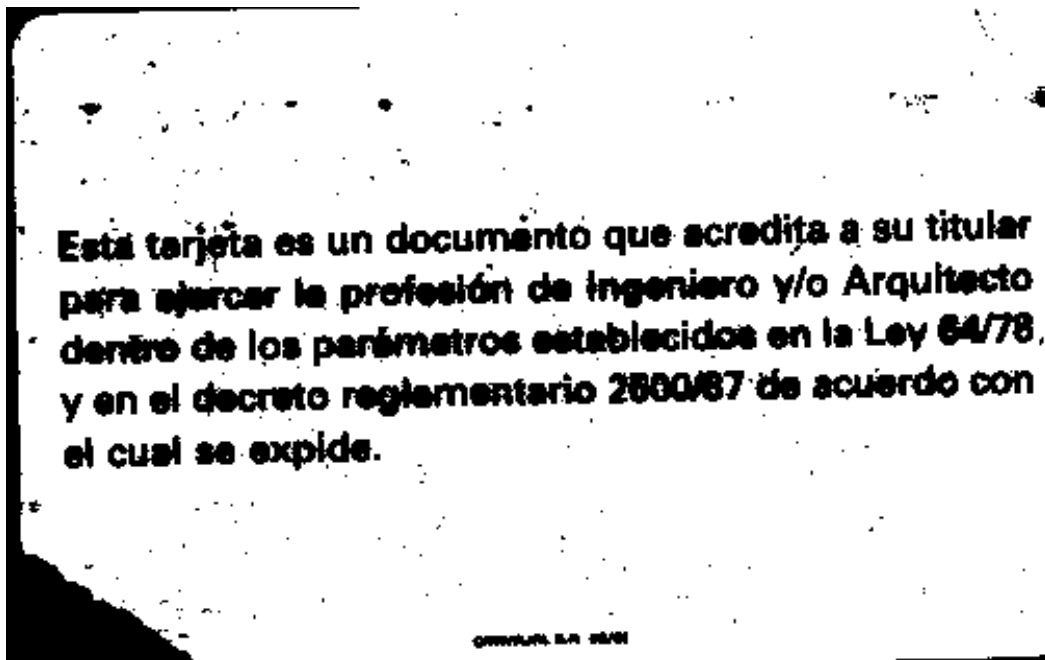 Esta tarjeta es un documento que acredita a su titular
para ejercer la profesión de Ingeniero y/o Arquitecto
dentro de los parámetros establecidos en la Ley 64/78,
y en el decreto reglamentario 2500/87 de acuerdo con
el cual se expide.